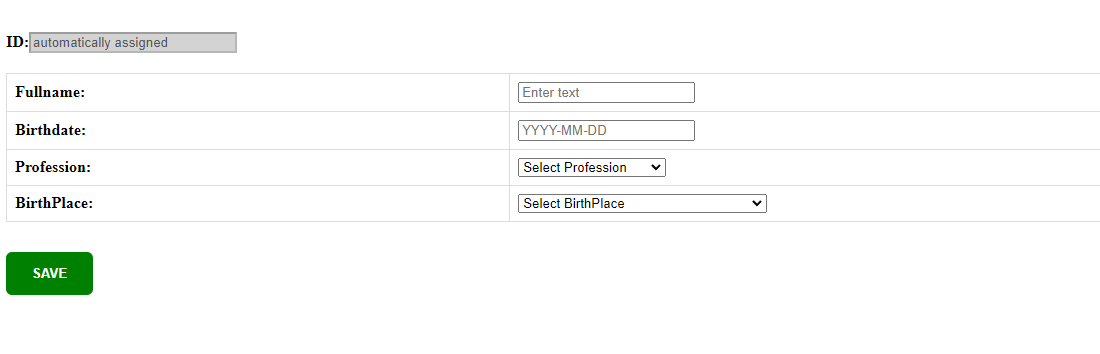 ID: automatically assigned
Fullname: Enter text
Birthdate: YYYY-MM-DD
Profession: Select Profession
BirthPlace: Select BirthPlace
SAVE